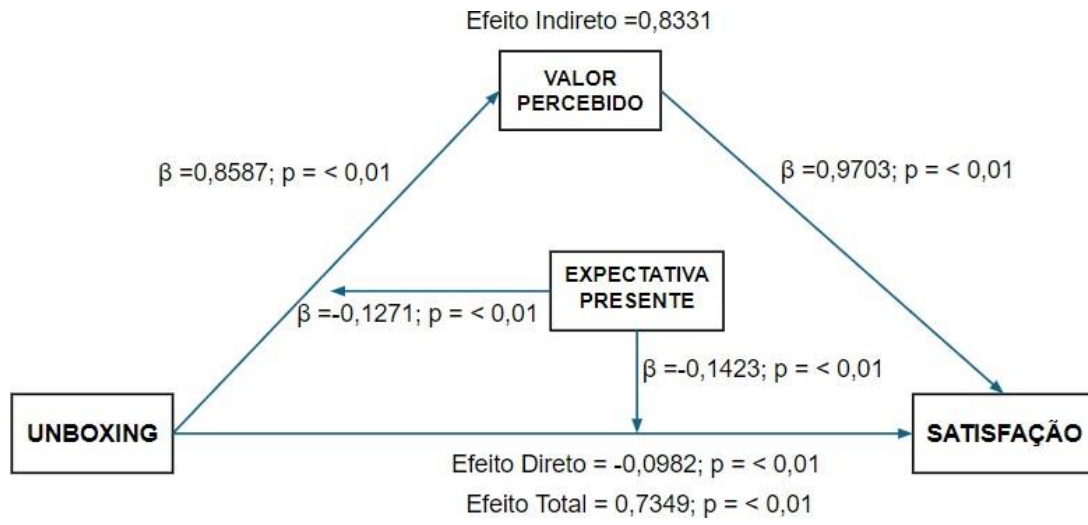 Efeito Indireto =0,8331
VALOR
PERCEBIDO
β =0,8587; p = < 0,01
β =0,9703; p = < 0,01
EXPECTATIVA
PRESENTE
β =-0,1271; p = < 0,01
β =-0,1423; p = < 0,01
UNBOXING
SATISFAÇÃO
Efeito Direto = -0,0982; p = < 0,01
Efeito Total = 0,7349; p = < 0,01